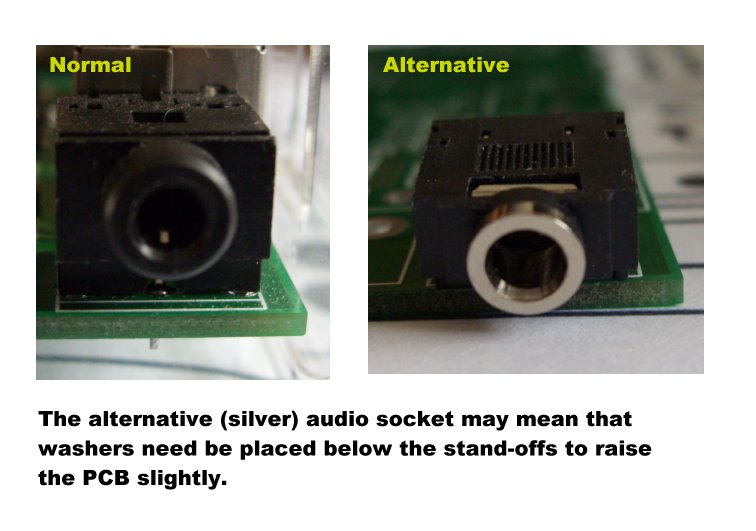 Normal
Alternative
The alternative (silver) audio socket may mean that
washers need be placed below the stand-offs to raise
the PCB slightly.